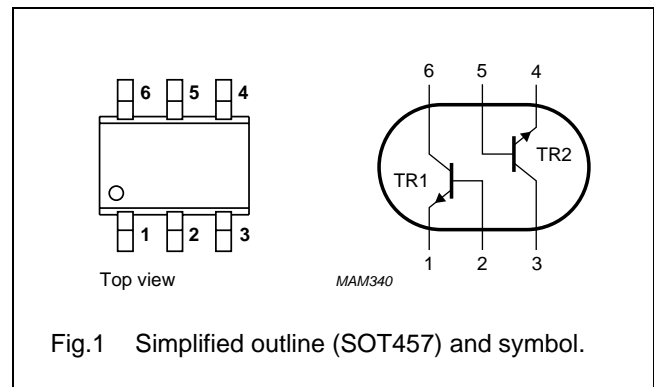 6 5 4
1 2 3
Top view
6 5 4
TR1
TR2
1 2 3
MAM340
Fig.1 Simplified outline (SOT457) and symbol.